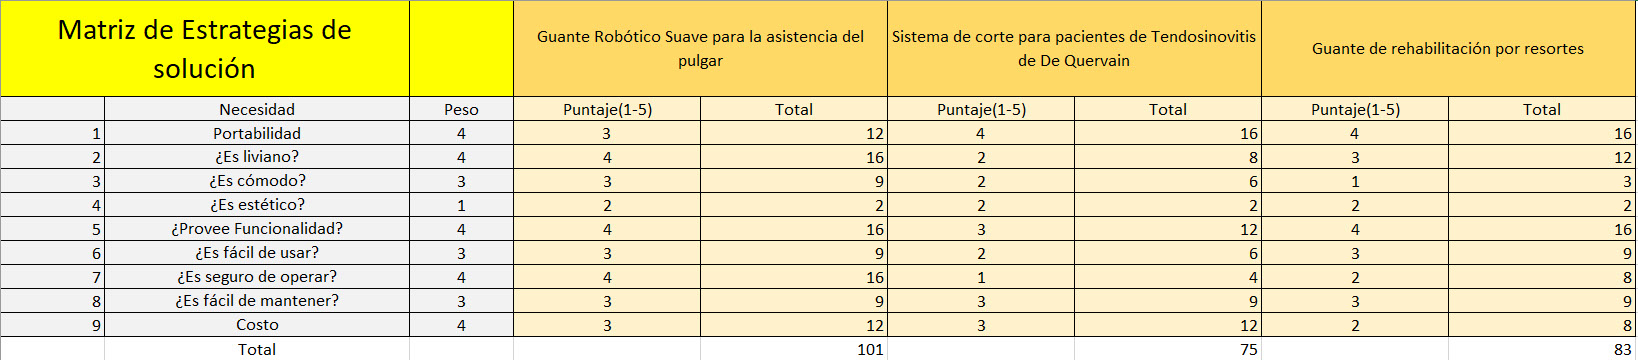 Matriz de Estrategias de solución
Guante Robótico Suave para la asistencia del pulgar
Sistema de corte para pacientes de Tendosinovitis de De Quervain
Guante de rehabilitación por resortes
Necesidad Peso Puntaje(1-5) Total Puntaje(1-5) Total Puntaje(1-5) Total
1 Portabilidad 4 3 12 4 16 4 16
2 ¿Es liviano? 4 4 16 2 8 3 12
3 ¿Es cómodo? 3 3 9 2 6 1 3
4 ¿Es estético? 1 2 2 2 2 2 2
5 ¿Provee Funcionalidad? 4 4 16 3 12 4 16
6 ¿Es fácil de usar? 3 3 9 2 6 3 9
7 ¿Es seguro de operar? 4 4 16 1 4 2 8
8 ¿Es fácil de mantener? 3 3 9 3 9 3 9
9 Costo 4 3 12 3 12 2 8
Total 101 75 83